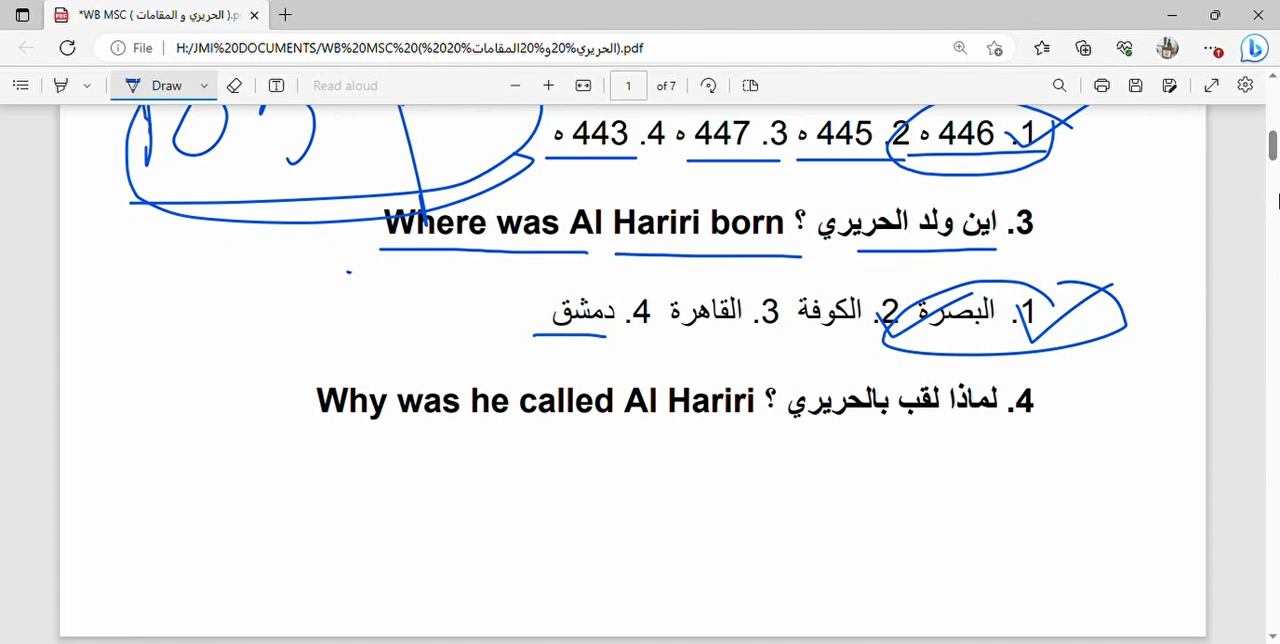 *WB MSC ( الحريري و المقامات ).p
File
H:/JMI%20DOCUMENTS/WB%20MSC%20(%2020%الحريري%20و%20المقامات).pdf
Draw
Read aloud
1 of 7
1. 446 ه 2. 445 ه 3. 447 ه 4. 443 ه
3. اين ولد الحريري ؟ Where was Al Hariri born
1. البصرة 2. الكوفة 3. القاهرة 4. دمشق
4. لماذا لقب بالحريري ؟ Why was he called Al Hariri